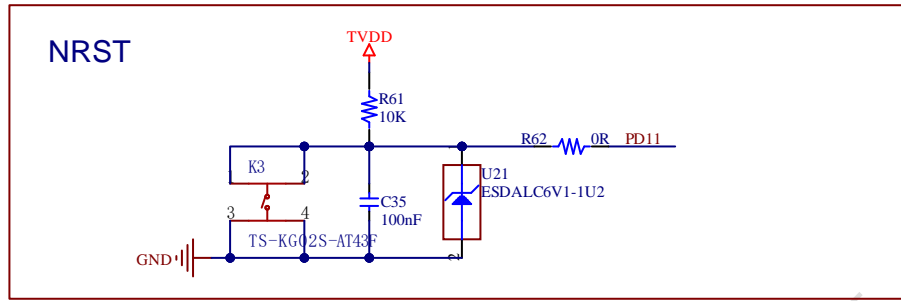 NRST
TVDD
R61
10K
R62
0R
PD11
K3
1
2
3
4
TS-KG02S-AT43F
C35
100nF
U21
ESDALC6V1-1U2
2
GND